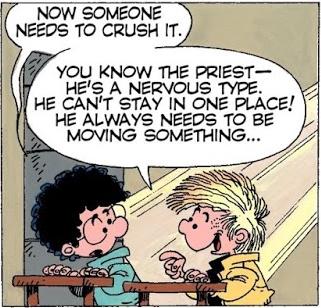 NOW SOMEONE
NEEDS TO CRUSH IT.
YOU KNOW THE PRIEST—
HE'S A NERVOUS TYPE.
HE CAN'T STAY IN ONE PLACE!
HE ALWAYS NEEDS TO BE
MOVING SOMETHING...